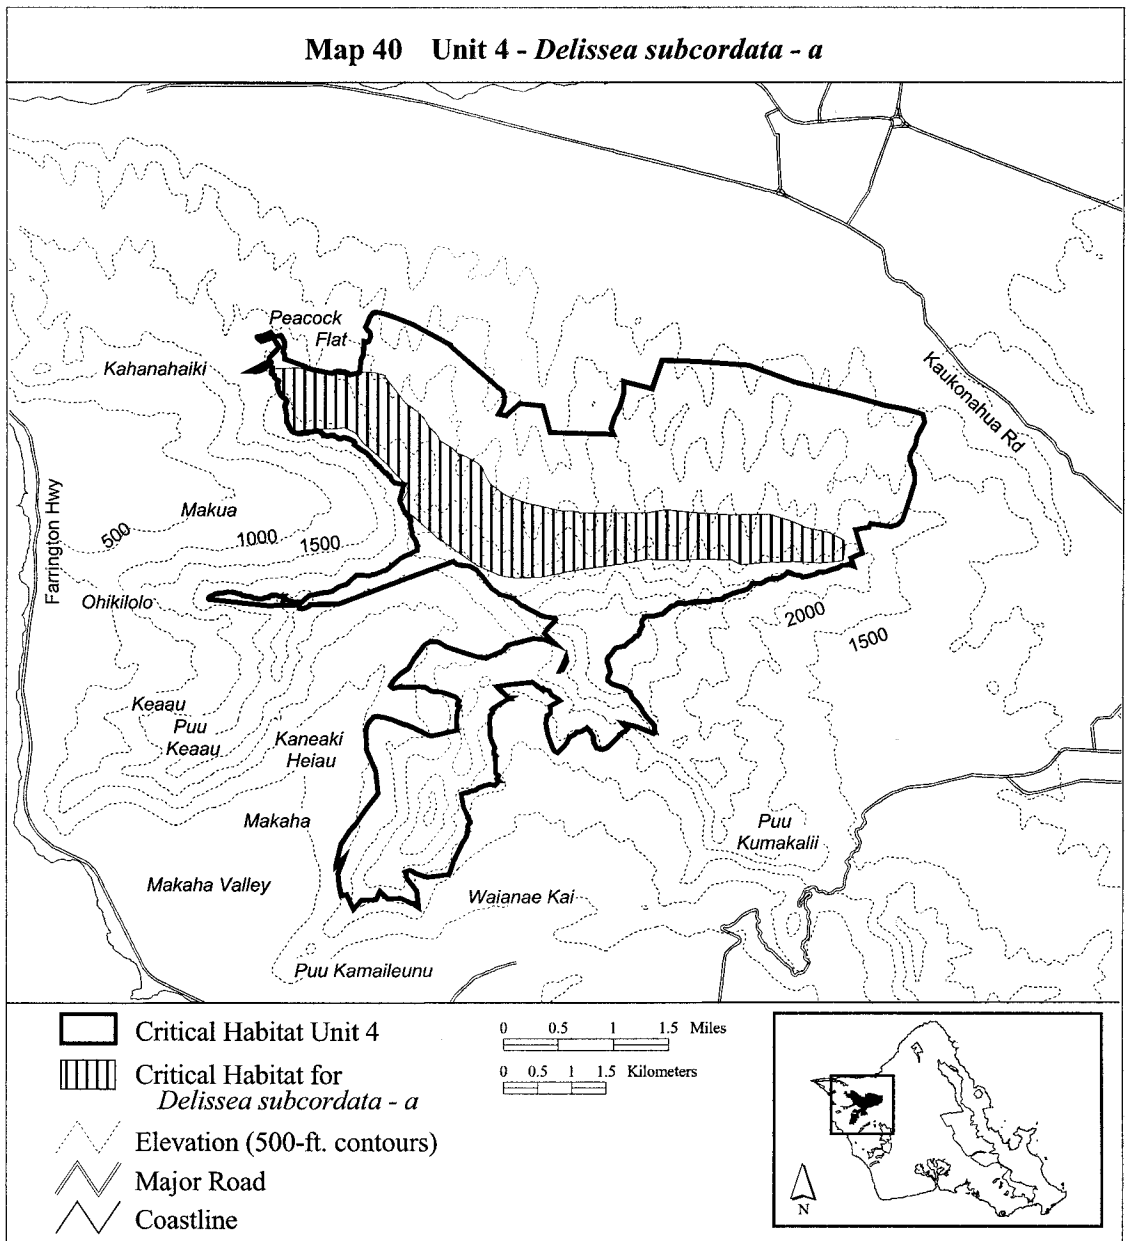 Map 40 Unit 4 - Delissea subcordata - a
Peacock
Flat
Kahanahaiki
Kaukonahua Rd
Farrington Hwy
Makua
500
1000
1500
Ohikilolo
2000
1500
Keaau
Puu
Keaau
Kaneaki
Heiau
Makaha
Puu
Kumakalii
Makaha Valley
Waianae Kai
Puu Kamaileunu
Critical Habitat Unit 4
Critical Habitat for
Delissea subcordata - a
Elevation (500-ft. contours)
Major Road
Coastline
0 0.5 1 1.5 Miles
0 0.5 1 1.5 Kilometers
N